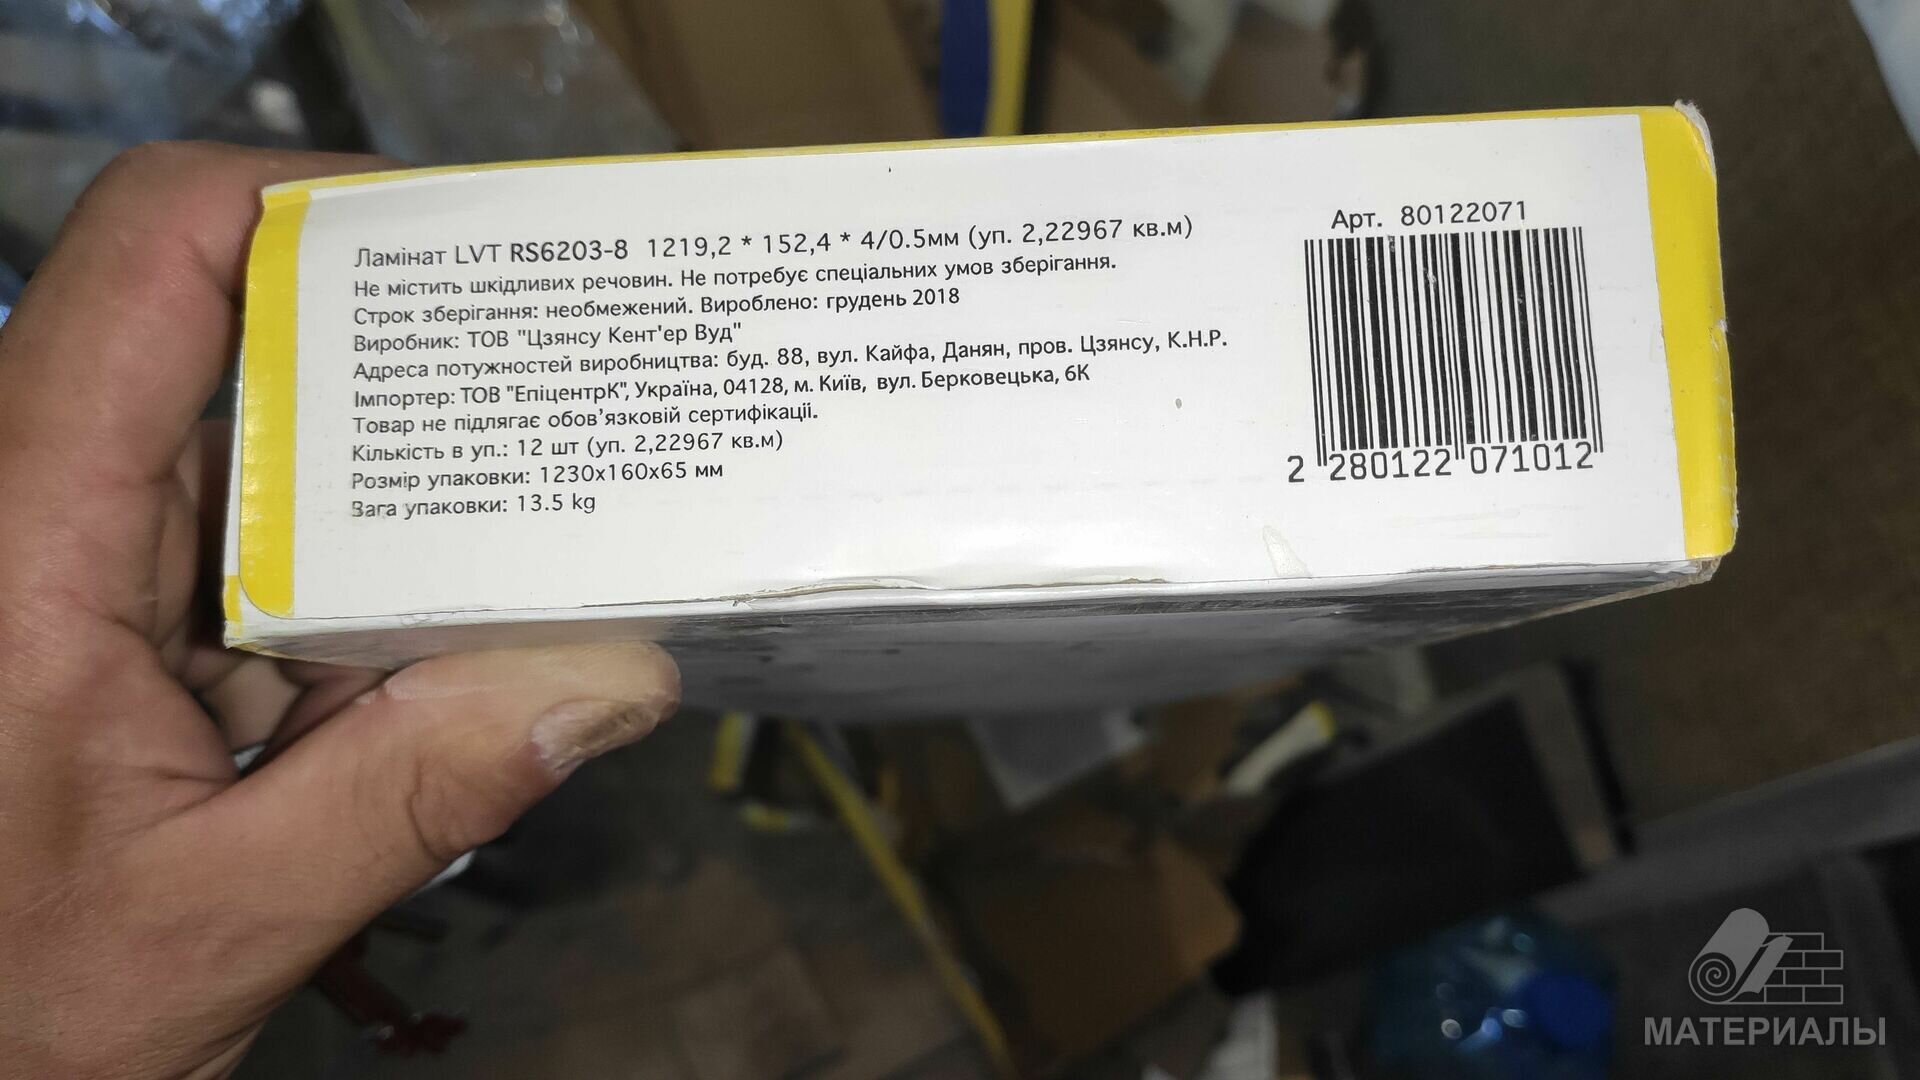 Ламінат LVT RS6203-8 1219,2 * 152,4 * 4/0.5мм (уп. 2,22967 кв.м)
Не містить шкідливих речовин. Не потребує спеціальних умов зберігання.
Строк зберігання: необмежений. Вироблено: грудень 2018
Виробник: ТОВ "Цзянсу Кент'ер Вуд"
Адреса потужностей виробництва: буд. 88, вул. Кайфа, Данян, пров. Цзянсу, К.Н.Р.
Імпортер: ТОВ "ЕпіцентрК", Україна, 04128, м. Київ, вул. Берковецька, 6К
Товар не підлягає обов'язковій сертифікації.
Кількість в уп.: 12 шт (уп. 2,22967 кв.м)
Розмір упаковки: 1230х160х65 мм
Зага упаковки: 13.5 kg
Арт. 80122071
2 280122 071012
МАТЕРИАЛЫ